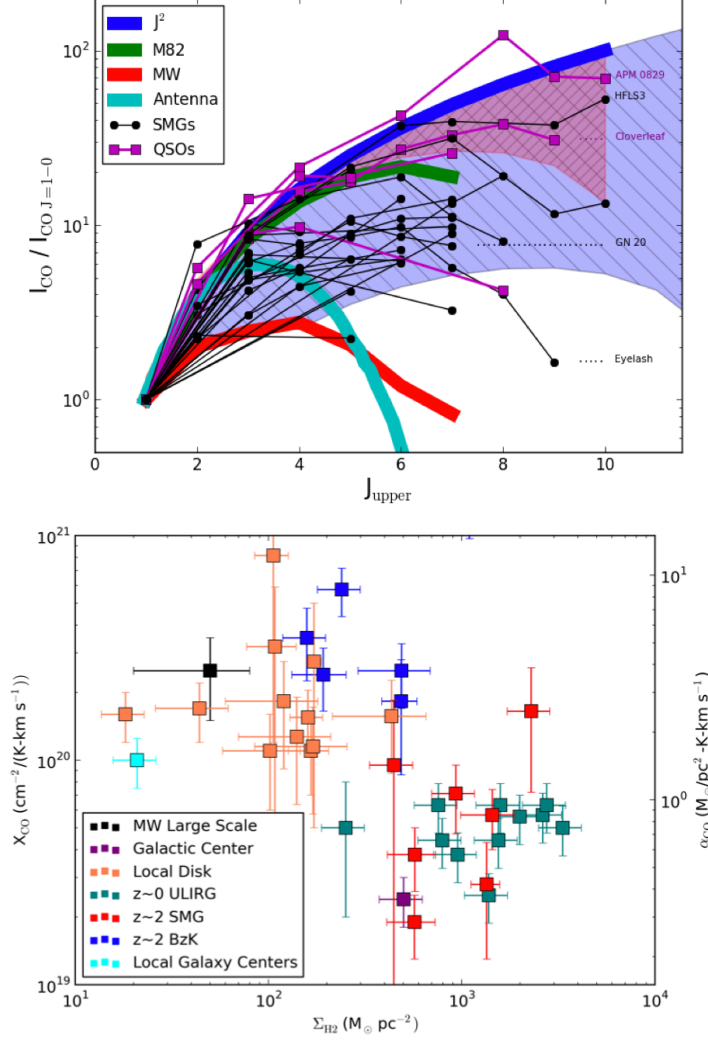 10²
10¹
10⁰
I_CO / I_CO J=1−0
J²
M82
MW
Antenna
SMGs
QSOs
APM 0829
HFLS3
Cloverleaf
GN 20
Eyelash
0 2 4 6 8 10
J_upper
10²¹
10²⁰
10¹⁹
X_CO (cm⁻²/(K-km s⁻¹))
MW Large Scale
Galactic Center
Local Disk
z~0 ULIRG
z~2 SMG
z~2 BzK
Local Galaxy Centers
10¹
10⁰
α_CO (M_⊙/pc² -K-km s⁻¹)
10¹ 10² 10³ 10⁴
Σ_H2 (M_⊙ pc⁻²)